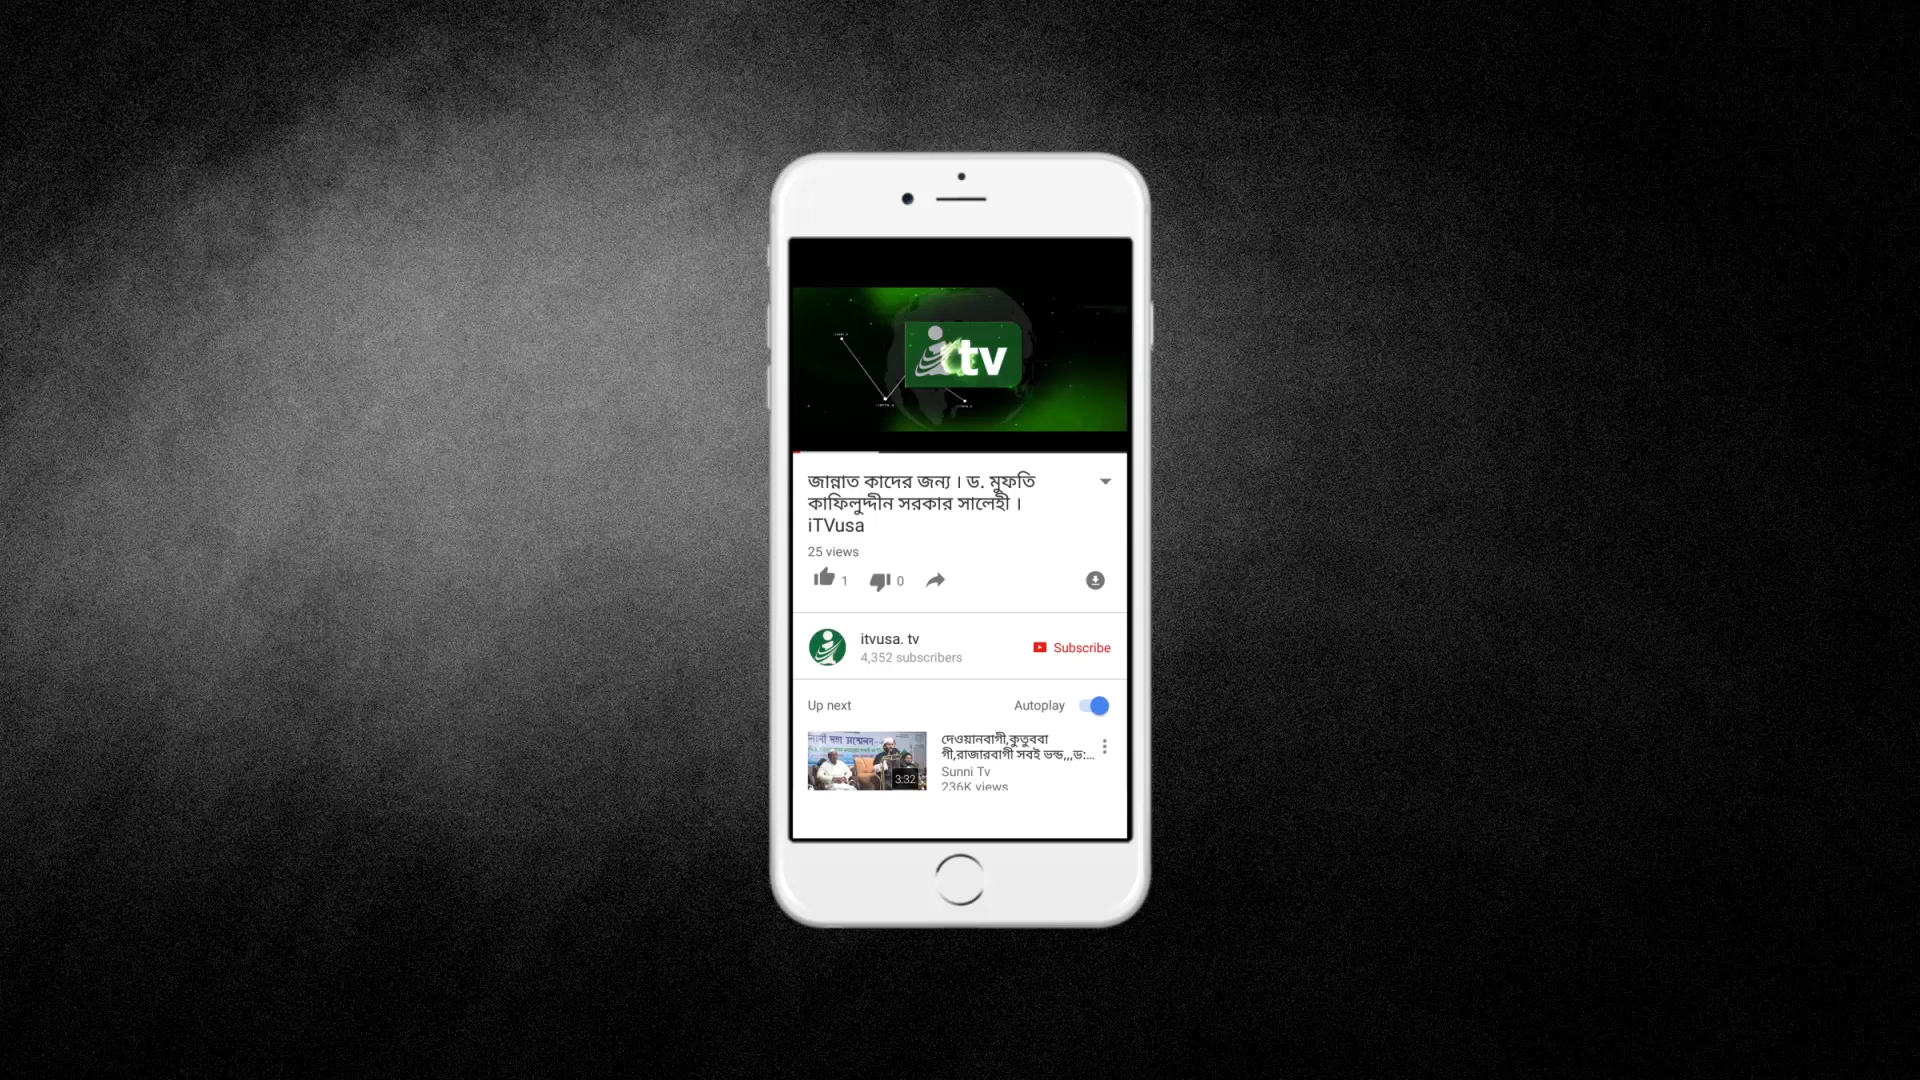 itv
জান্নাত কাদের জন্য । ড. মুফতি
কাফিলুদ্দীন সরকার সালেহী ।
iTVusa
25 views
1 0
itvusa. tv
4,352 subscribers
Subscribe
Up next
Autoplay
দেওয়ানবাগী,কুতুববা
গী,রাজারবাগী সবই ভন্ড,,,ড:...
3:32
Sunni Tv
236K views